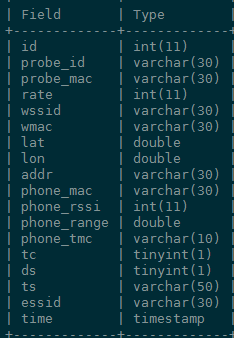 | Field | Type
+-------------+-------------
| id | int(11)
| probe_id | varchar(30)
| probe_mac | varchar(30)
| rate | int(11)
| wssid | varchar(30)
| wmac | varchar(30)
| lat | double
| lon | double
| addr | varchar(30)
| phone_mac | varchar(30)
| phone_rssi | int(11)
| phone_range | double
| phone_tmc | varchar(10)
| tc | tinyint(1)
| ds | tinyint(1)
| ts | varchar(50)
| essid | varchar(30)
| time | timestamp
+-------------+-------------